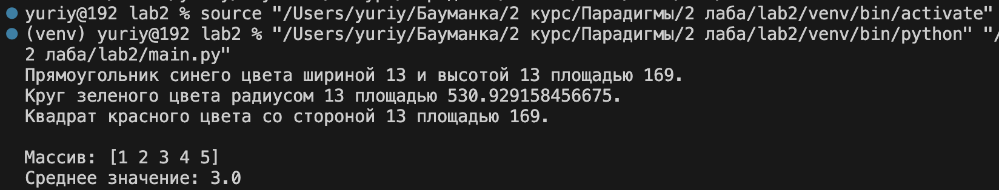 yuriy@192 lab2 % source "/Users/yuriy/Бауманка/2 курс/Парадигмы/2 лаба/lab2/venv/bin/activate"
(venv) yuriy@192 lab2 % "/Users/yuriy/Бауманка/2 курс/Парадигмы/2 лаба/lab2/venv/bin/python" "/
2 лаба/lab2/main.py"
Прямоугольник синего цвета шириной 13 и высотой 13 площадью 169.
Круг зеленого цвета радиусом 13 площадью 530.929158456675.
Квадрат красного цвета со стороной 13 площадью 169.
Массив: [1 2 3 4 5]
Среднее значение: 3.0